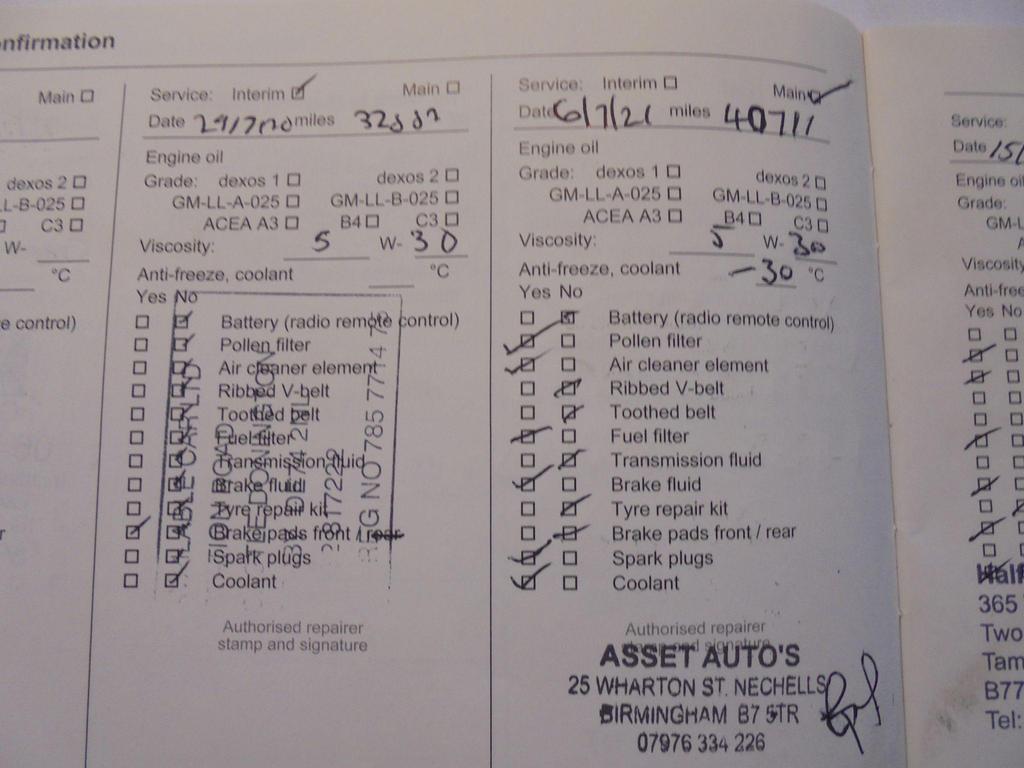 nfirmation
Main
dexos 2
LL-B-025
C3
W-
°C
e control)
r
Service: Interim Main
Date miles
Engine oil
Grade: dexos 1 dexos 2
GM-LL-A-025 GM-LL-B-025
ACEA A3 B4 C3
Viscosity: 5 W- 30
Anti-freeze, coolant °C
Yes No
Battery (radio remote control)
Pollen filter
Air cleaner element
Ribbed V-belt
Toothed belt
Fuel filter
Transmission fluid
Brake fluid
Tyre repair kit
Brake pads front / rear
Spark plugs
Coolant
Authorised repairer
stamp and signature
Service: Interim Main
Date 6/7/21 miles 40711
Engine oil
Grade: dexos 1 dexos 2
GM-LL-A-025 GM-LL-B-025
ACEA A3 B4 C3
Viscosity: 5 W- 30
Anti-freeze, coolant -30 °C
Yes No
Battery (radio remote control)
Pollen filter
Air cleaner element
Ribbed V-belt
Toothed belt
Fuel filter
Transmission fluid
Brake fluid
Tyre repair kit
Brake pads front / rear
Spark plugs
Coolant
Authorised repairer
stamp and signature
ASSET AUTO'S
25 WHARTON ST. NECHELLS
BIRMINGHAM B7 5TR
07976 334 226
Service:
Date 15/
Engine oil
Grade:
GM-L
A
Viscosity
Anti-free
Yes No
Half
365
Two
Tam
B77
Tel: